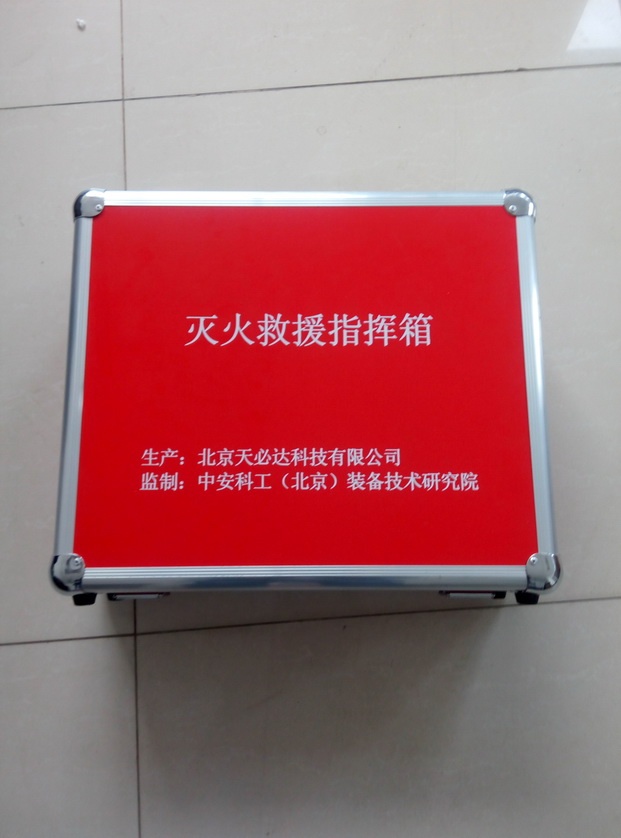 灭火救援指挥箱
生产：北京天必达科技有限公司
监制：中安科工（北京）装备技术研究院